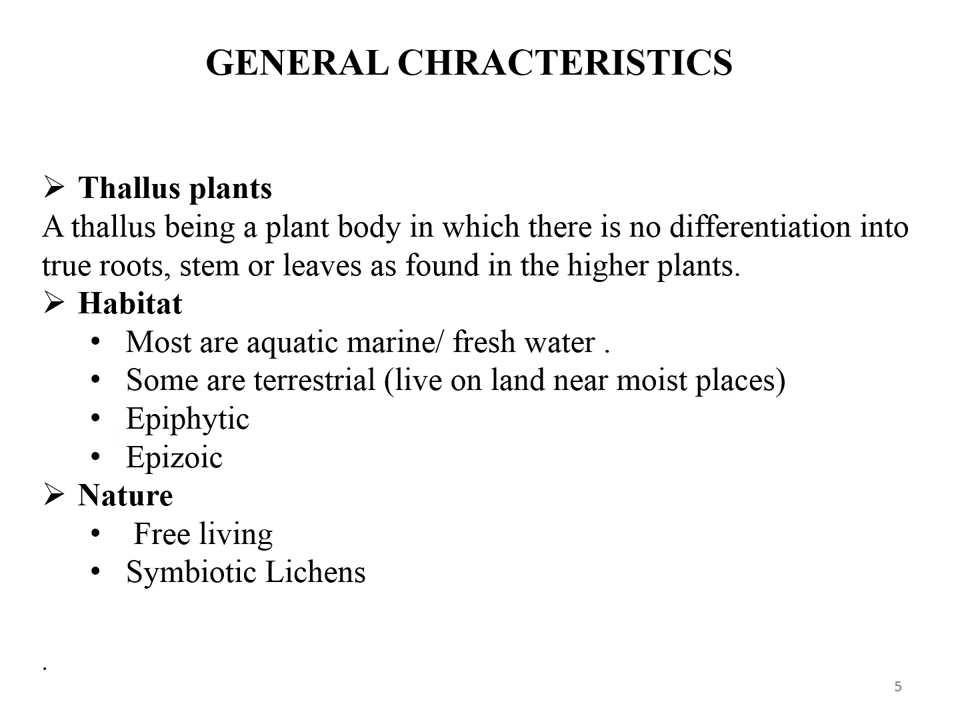 GENERAL CHRACTERISTICS
➢ Thallus plants
A thallus being a plant body in which there is no differentiation into
true roots, stem or leaves as found in the higher plants.
➢ Habitat
• Most are aquatic marine/ fresh water .
• Some are terrestrial (live on land near moist places)
• Epiphytic
• Epizoic
➢ Nature
• Free living
• Symbiotic Lichens
.
5